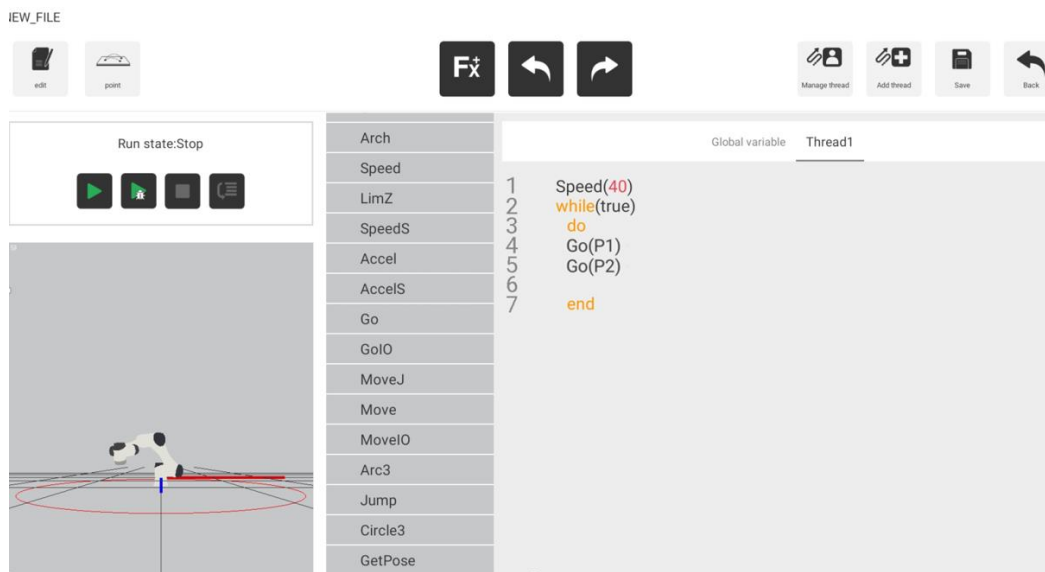 NEW_FILE
edit
point
Fx
Manage thread
Add thread
Save
Back
Run state:Stop
Arch
Speed
LimZ
SpeedS
Accel
AccelS
Go
GoIO
MoveJ
Move
MoveIO
Arc3
Jump
Circle3
GetPose
Global variable Thread1
1 Speed(40)
2 while(true)
3 do
4 Go(P1)
5 Go(P2)
6
7 end